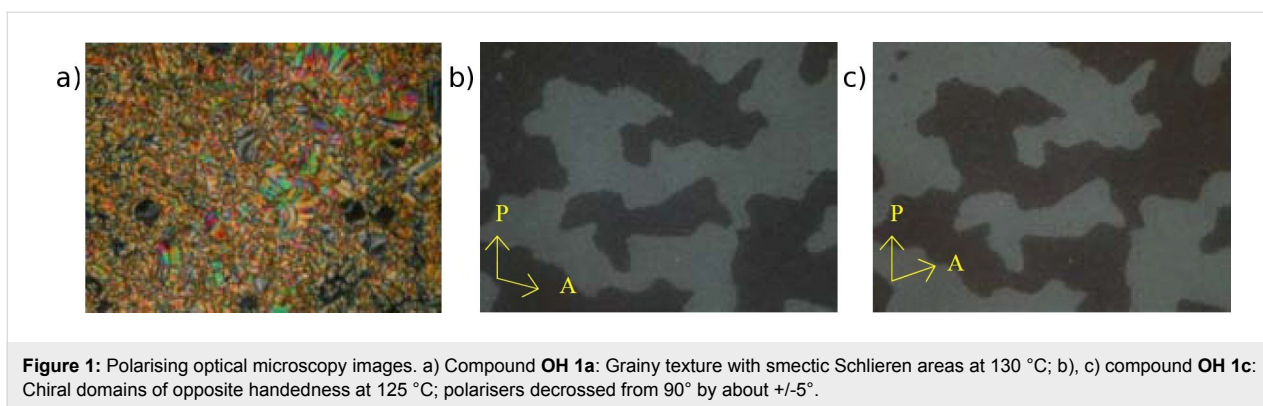 a)
b)
c)
P
A
P
A
Figure 1: Polarising optical microscopy images. a) Compound OH 1a: Grainy texture with smectic Schlieren areas at 130 °C; b), c) compound OH 1c:
Chiral domains of opposite handedness at 125 °C; polarisers decrossed from 90° by about +/-5°.